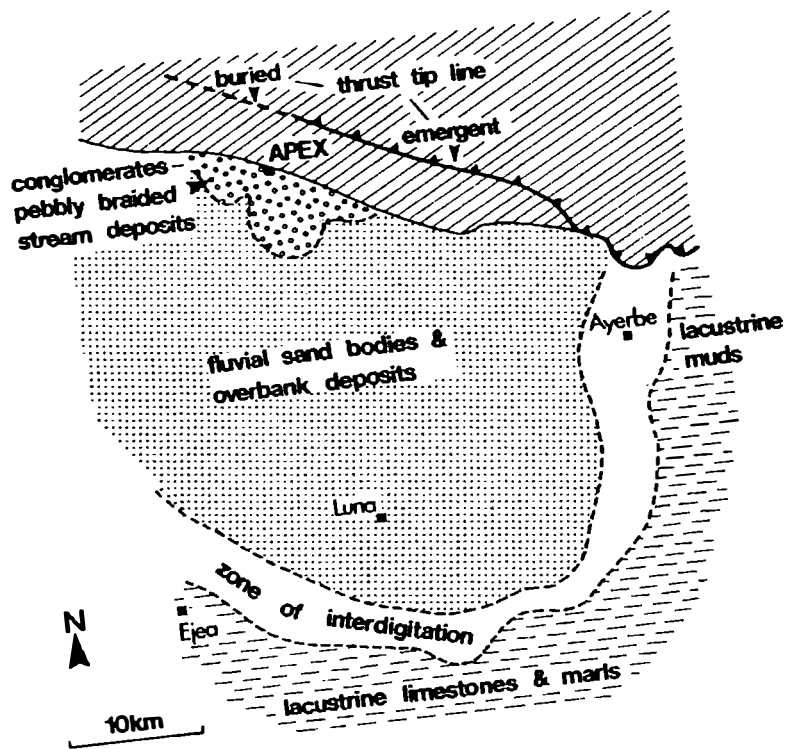 buried
thrust tip line
emergent
APEX
conglomerates -
pebbly braided
stream deposits
Ayerbe
lacustrine
muds
fluvial sand bodies &
overbank deposits
Luna
zone of interdigitation
N
Ejea
lacustrine limestones & marls
10km